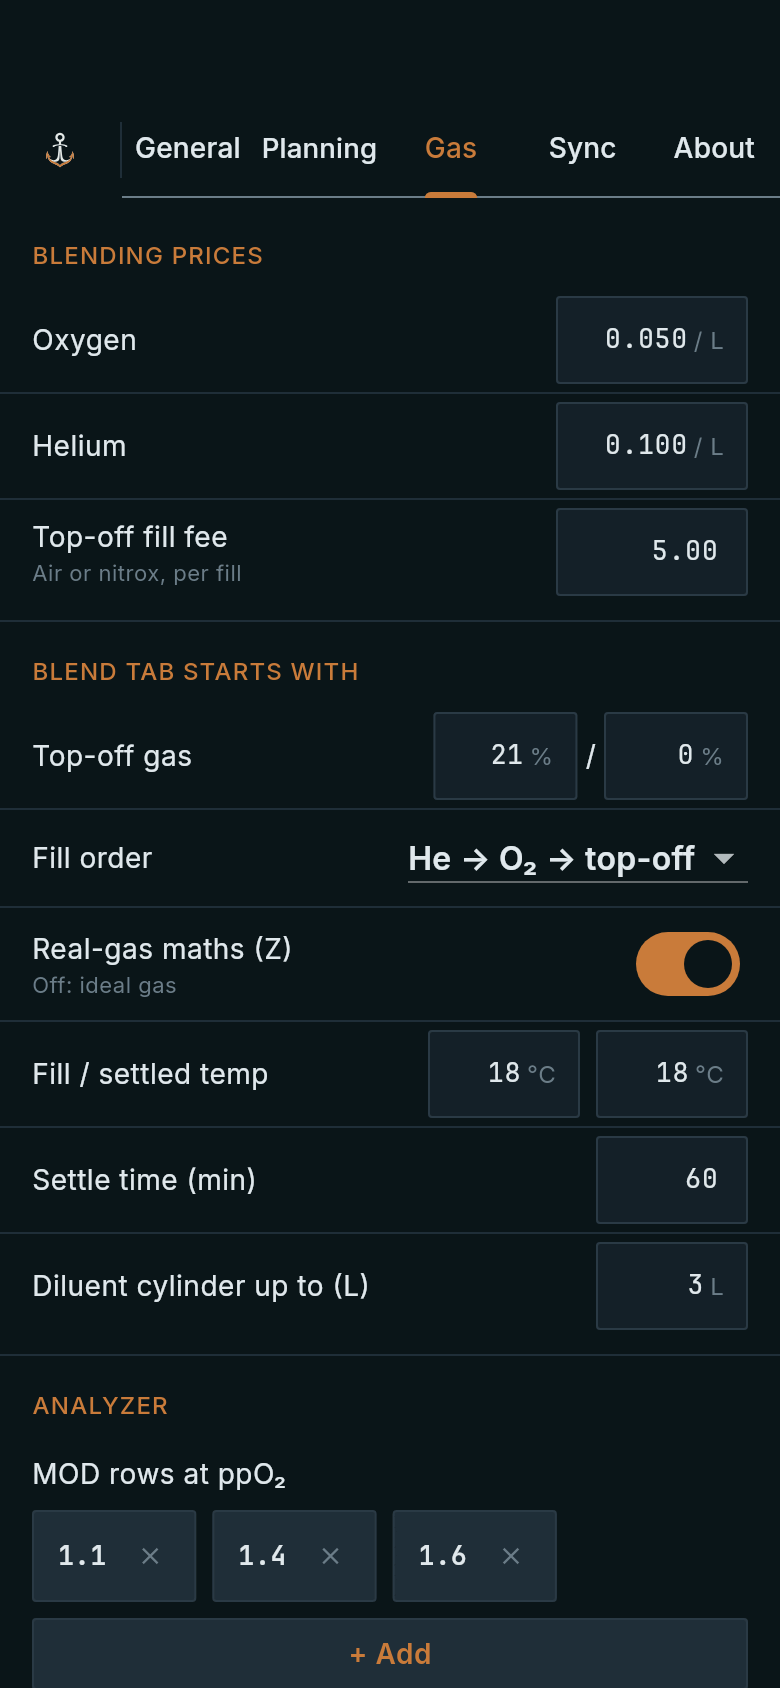 General Planning Gas Sync About
BLENDING PRICES
Oxygen 0.050 / L
Helium 0.100 / L
Top-off fill fee 5.00
Air or nitrox, per fill
BLEND TAB STARTS WITH
Top-off gas 21 % / 0 %
Fill order He → O₂ → top-off
Real-gas maths (Z)
Off: ideal gas
Fill / settled temp 18 °C 18 °C
Settle time (min) 60
Diluent cylinder up to (L) 3 L
ANALYZER
MOD rows at ppO₂
1.1 × 1.4 × 1.6 ×
+ Add